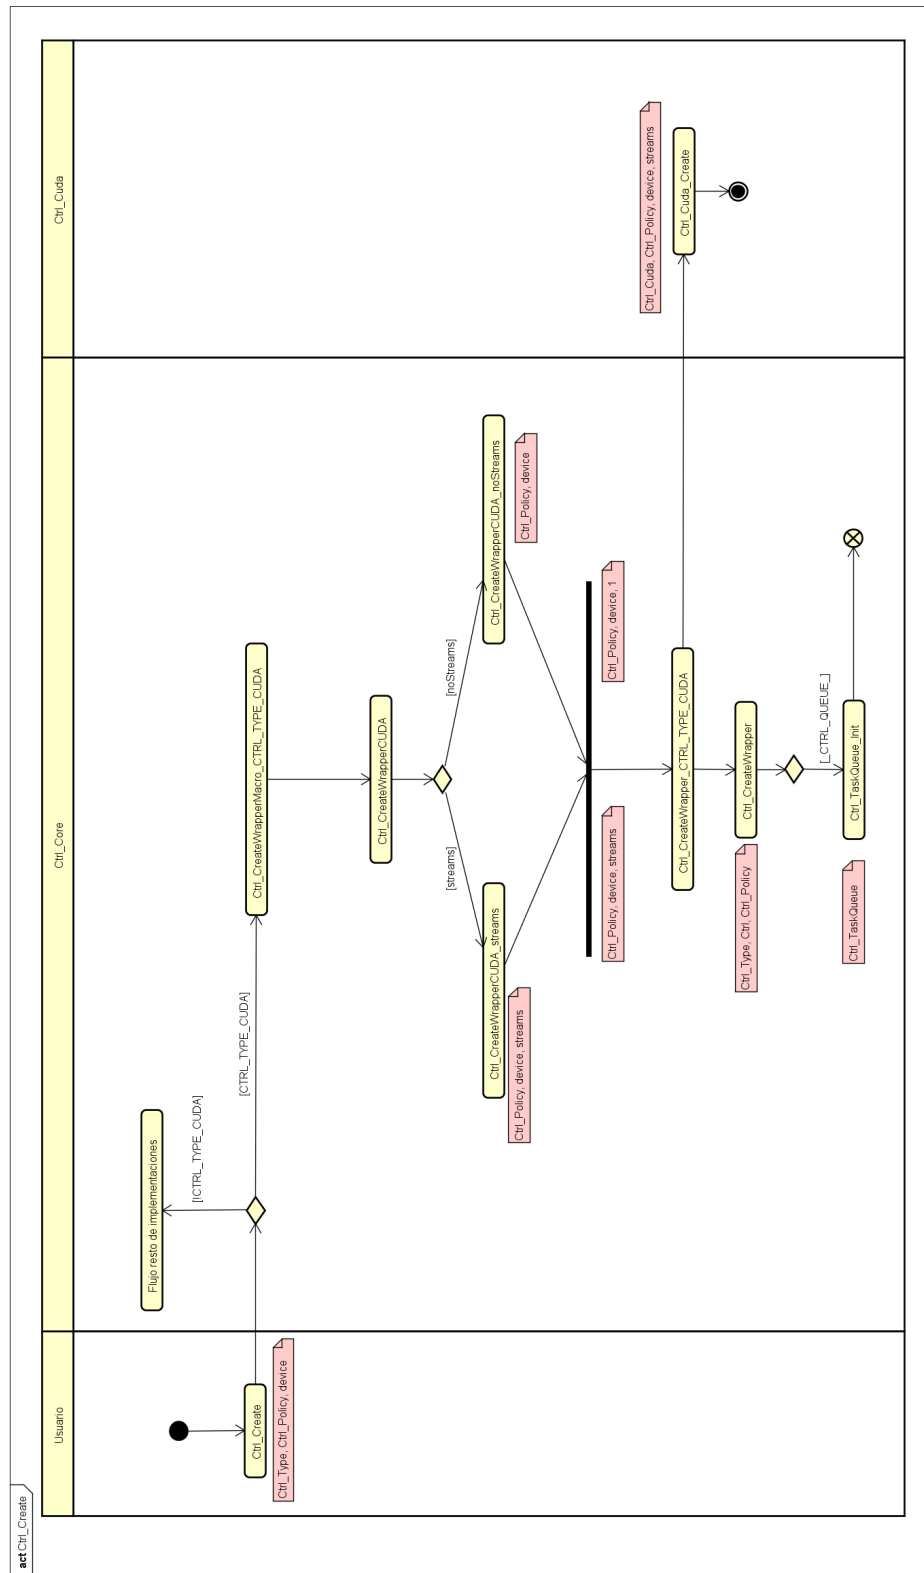 act Ctrl_Create
Usuario
Ctrl_Core
Ctrl_Cuda
Ctrl_Create
Ctrl_Type, Ctrl_Policy, device
Flujo resto de implementaciones
[!CTRL_TYPE_CUDA]
[CTRL_TYPE_CUDA]
Ctrl_CreateWrapperMacro_CTRL_TYPE_CUDA
Ctrl_CreateWrapperCUDA
[streams]
[noStreams]
Ctrl_CreateWrapperCUDA_streams
Ctrl_Policy, device, streams
Ctrl_CreateWrapperCUDA_noStreams
Ctrl_Policy, device
Ctrl_Policy, device, streams
Ctrl_Policy, device, 1
Ctrl_CreateWrapper_CTRL_TYPE_CUDA
Ctrl_Cuda, Ctrl_Policy, device, streams
Ctrl_Cuda_Create
Ctrl_CreateWrapper
Ctrl_Type, Ctrl, Ctrl_Policy
[_CTRL_QUEUE_]
Ctrl_TaskQueue_Init
Ctrl_TaskQueue